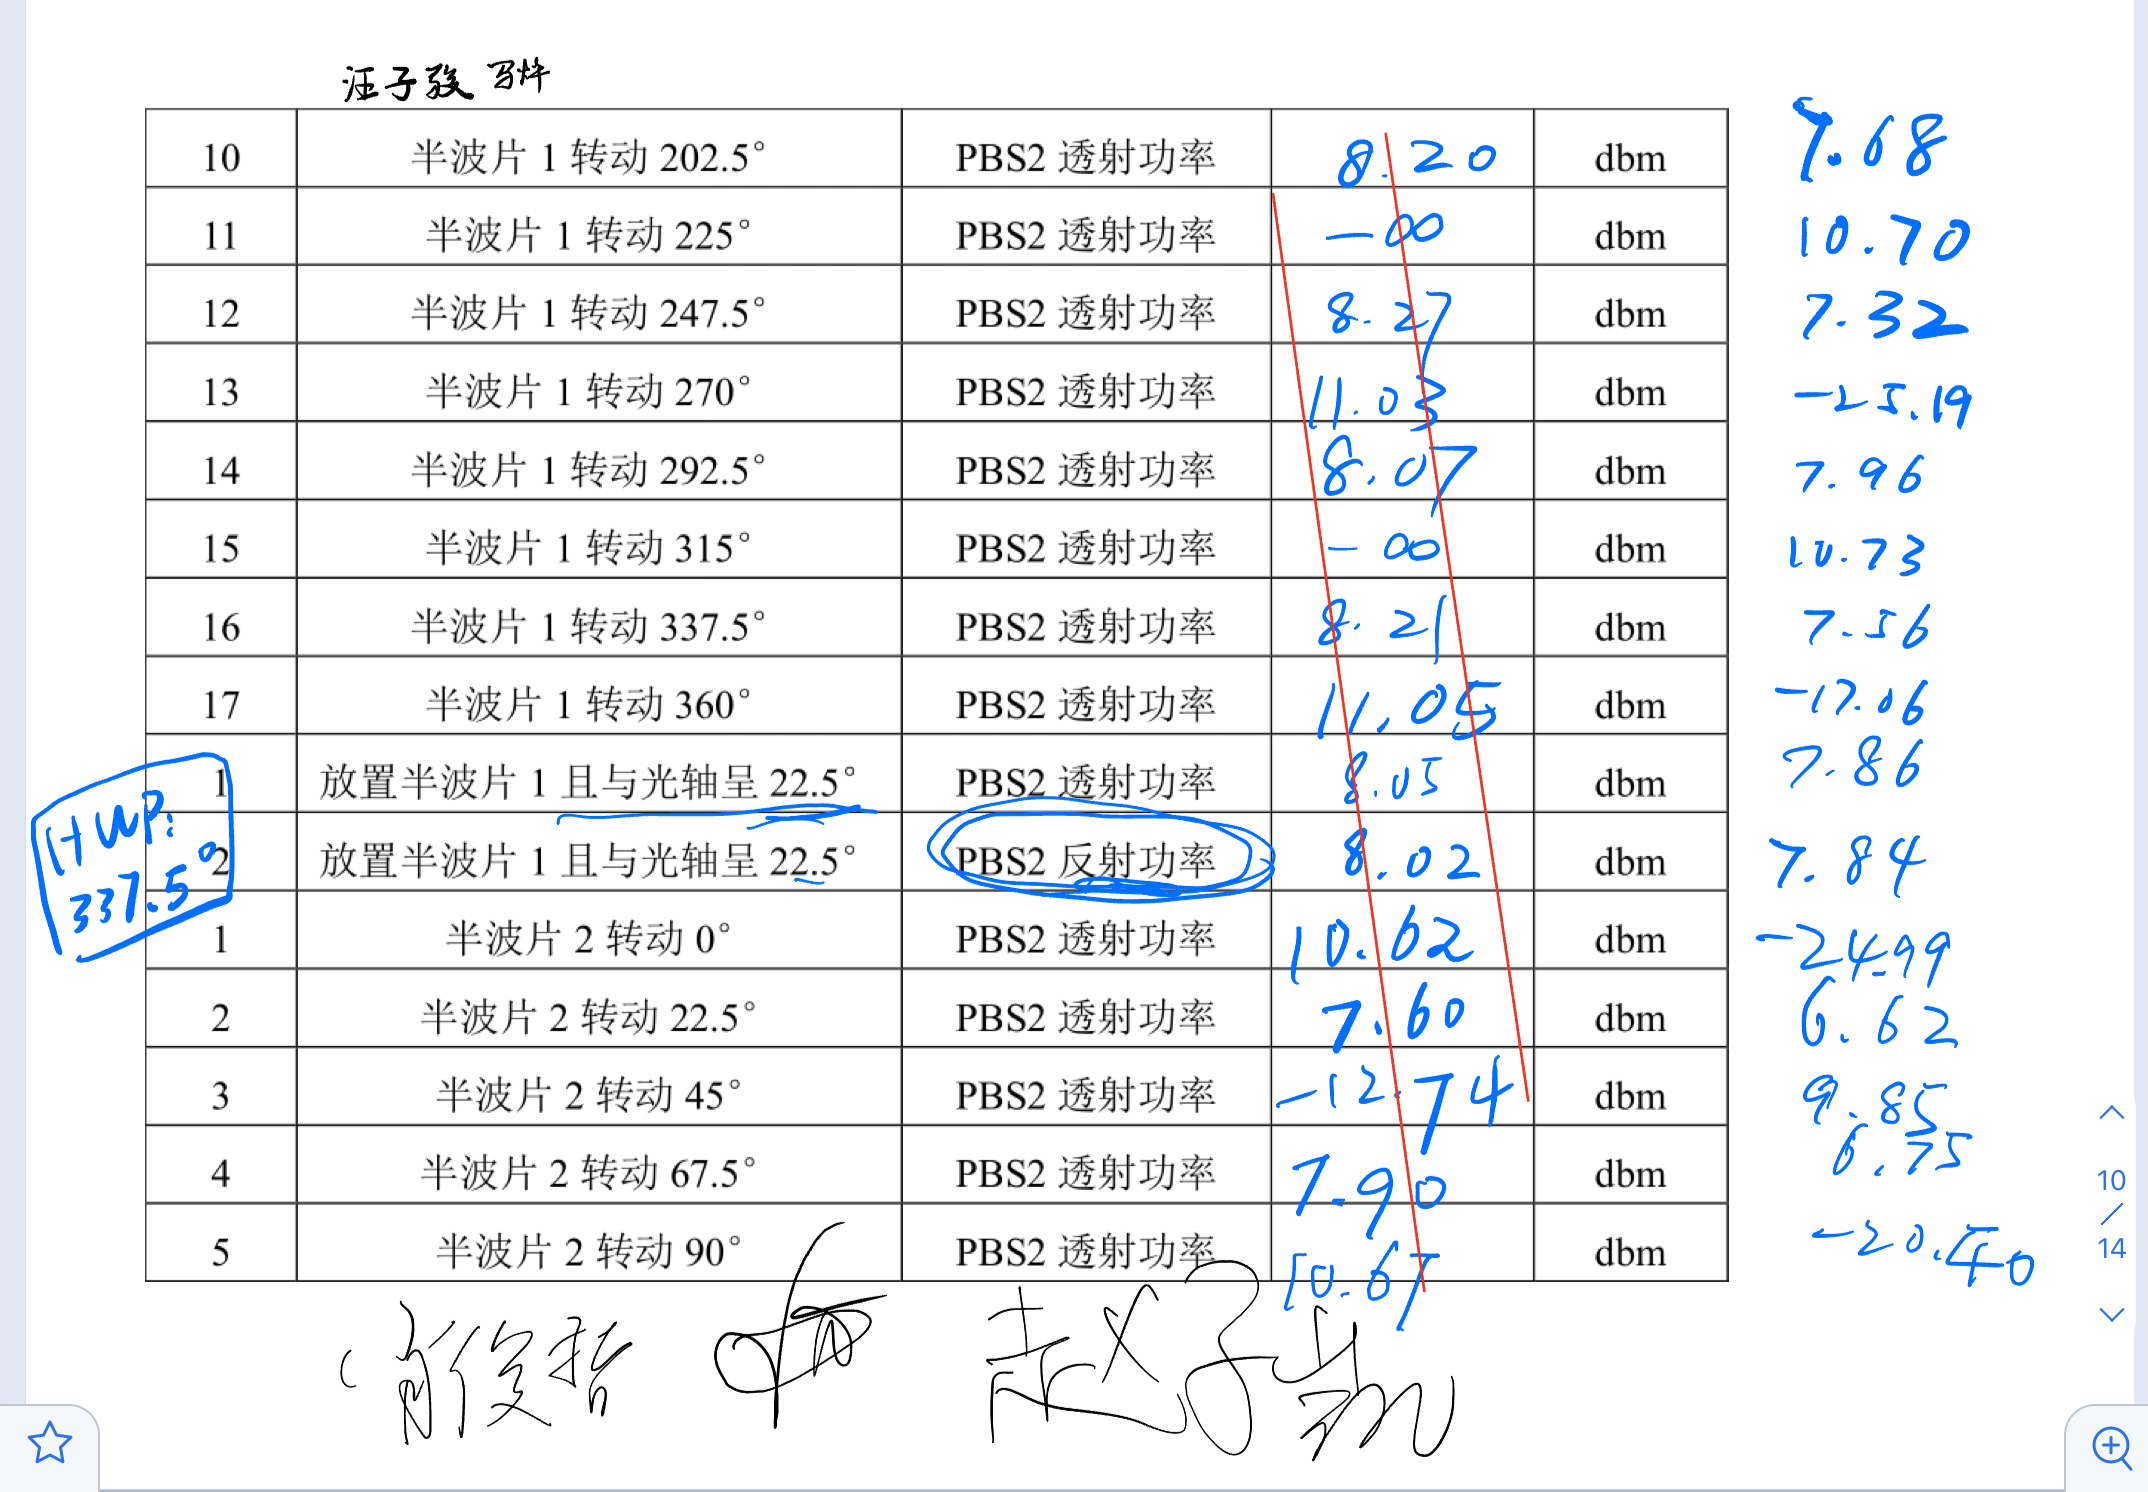 汪子骏 马烨
10 半波片 1 转动 202.5° PBS2 透射功率 8.20 dbm 7.68
11 半波片 1 转动 225° PBS2 透射功率 -∞ dbm 10.70
12 半波片 1 转动 247.5° PBS2 透射功率 8.27 dbm 7.32
13 半波片 1 转动 270° PBS2 透射功率 11.03 dbm -25.19
14 半波片 1 转动 292.5° PBS2 透射功率 8.07 dbm 7.96
15 半波片 1 转动 315° PBS2 透射功率 -∞ dbm 10.73
16 半波片 1 转动 337.5° PBS2 透射功率 8.21 dbm 7.56
17 半波片 1 转动 360° PBS2 透射功率 11.05 dbm -17.06
1 放置半波片 1 且与光轴呈 22.5° PBS2 透射功率 8.05 dbm 7.86
HWP:
337.5°
2 放置半波片 1 且与光轴呈 22.5° PBS2 反射功率 8.02 dbm 7.84
1 半波片 2 转动 0° PBS2 透射功率 10.62 dbm -24.99
2 半波片 2 转动 22.5° PBS2 透射功率 7.60 dbm 6.62
3 半波片 2 转动 45° PBS2 透射功率 -12.74 dbm 9.85
4 半波片 2 转动 67.5° PBS2 透射功率 7.90 dbm 6.75
5 半波片 2 转动 90° PBS2 透射功率 10.67 dbm -20.40
肖俊哲 赵子凯
10
/
14